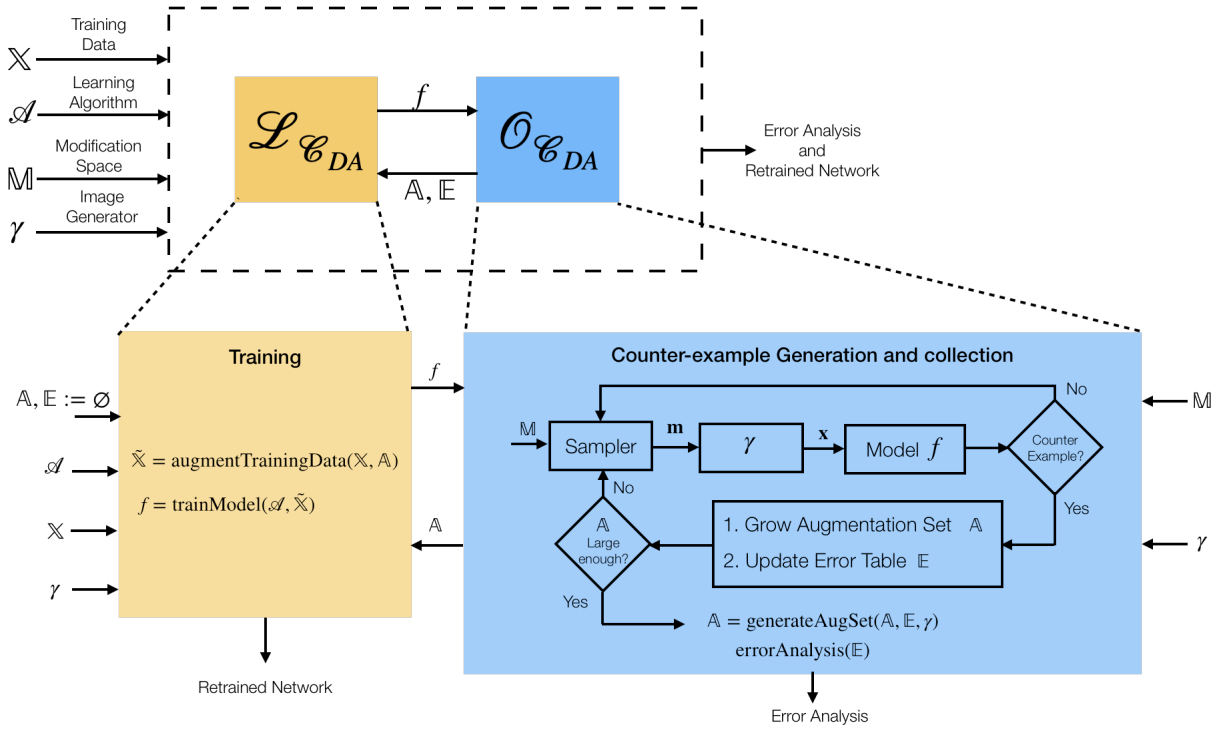 Training
Data
𝕏
Learning
Algorithm
𝒜
Modification
Space
𝕄
Image
Generator
γ
ℒ_𝒞_DA
f
𝔸, 𝔼
𝒪_𝒞_DA
Error Analysis
and
Retrained Network
Training
𝔸, 𝔼 := ∅
𝒜
𝕏
γ
𝕏̃ = augmentTrainingData(𝕏, 𝔸)
f = trainModel(𝒜, 𝕏̃)
Retrained Network
f
𝔸
Counter-example Generation and collection
No
𝕄
Sampler
𝐦
γ
𝐱
Model f
Counter
Example?
Yes
1. Grow Augmentation Set 𝔸
2. Update Error Table 𝔼
No
𝔸
Large
enough?
Yes
𝔸 = generateAugSet(𝔸, 𝔼, γ)
errorAnalysis(𝔼)
𝕄
γ
Error Analysis